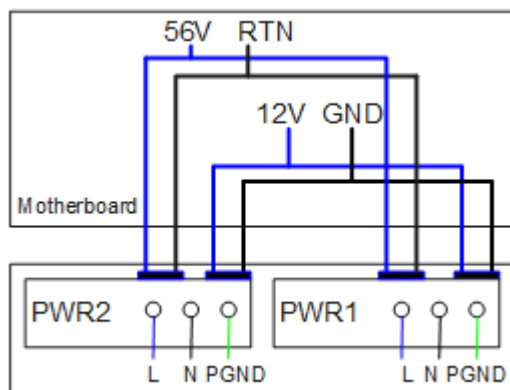 56V RTN
12V GND
Motherboard
PWR2 PWR1
L N PGND L N PGND